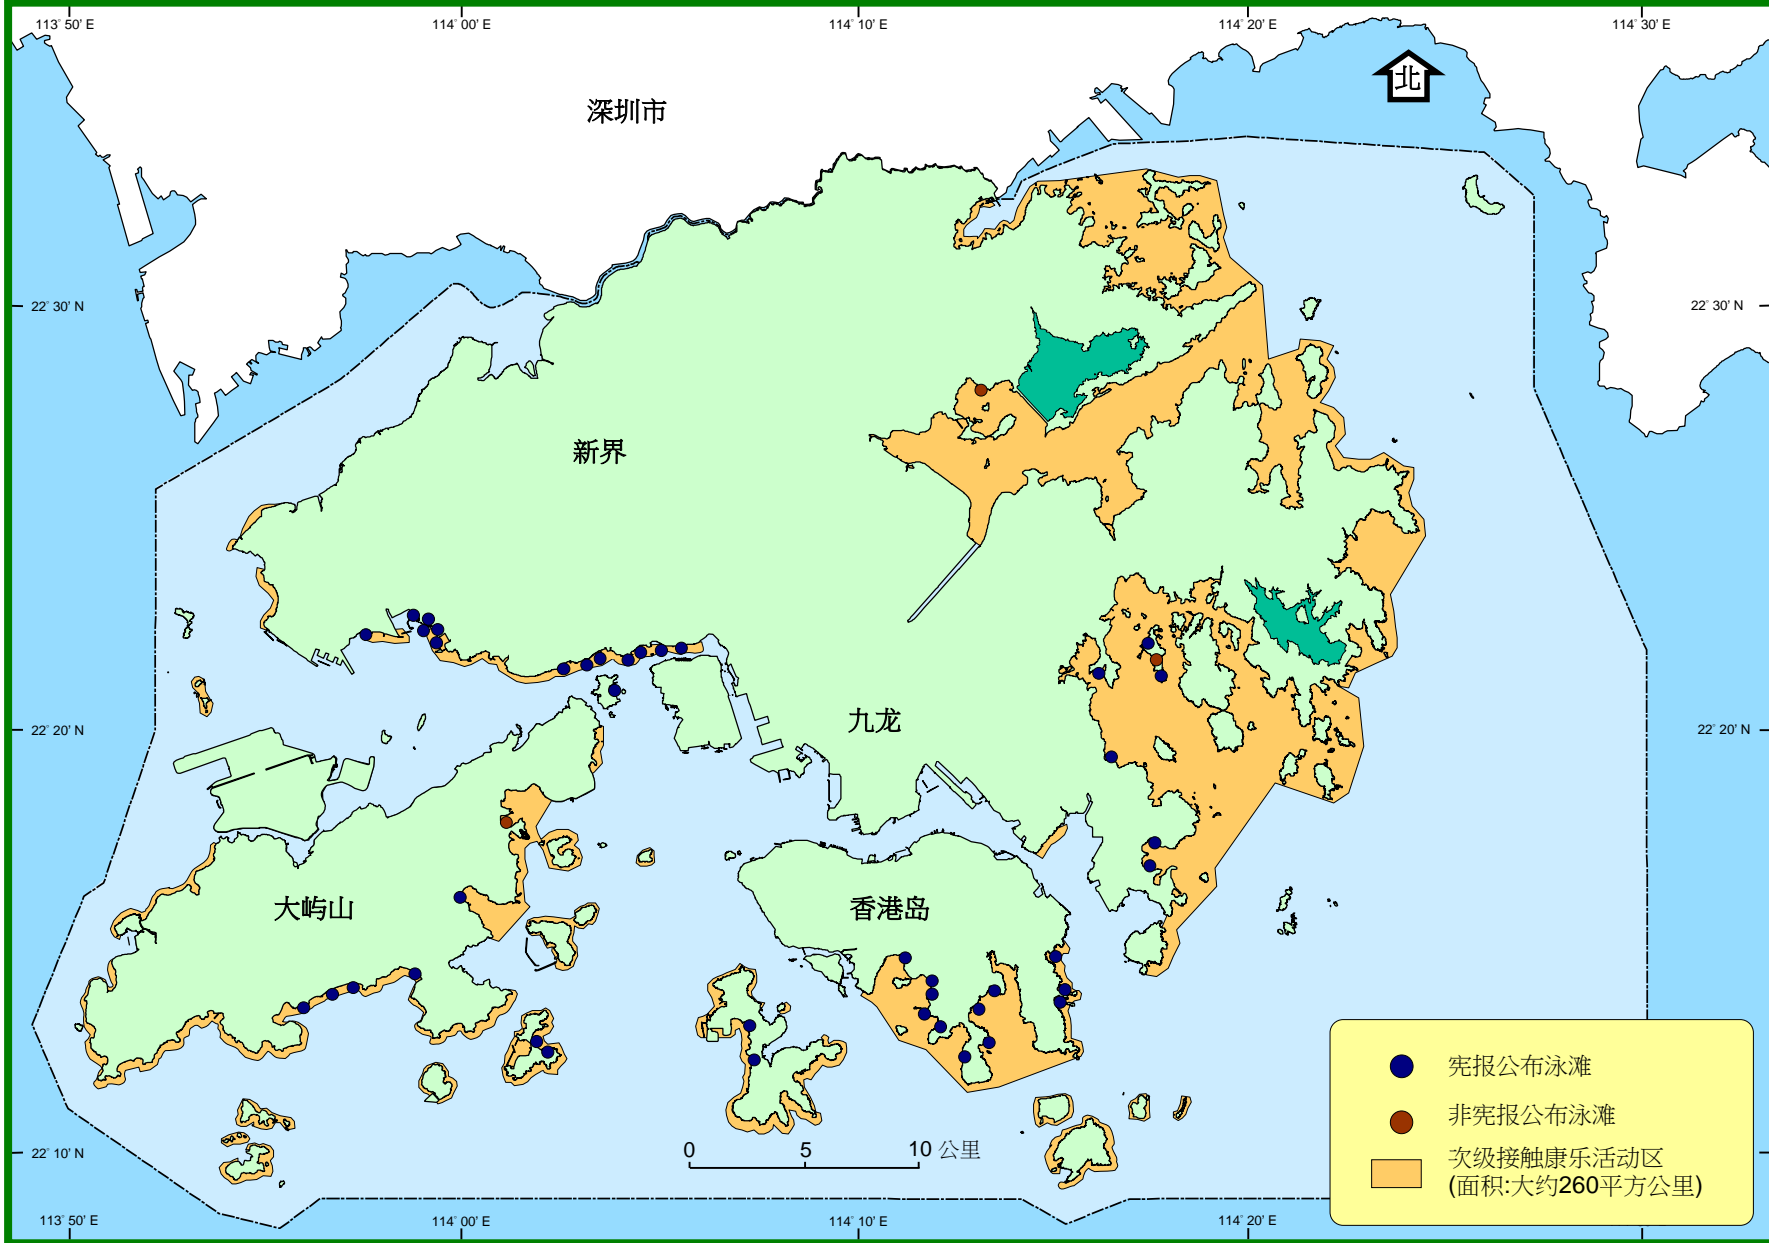 113° 50' E
114° 00' E
114° 10' E
114° 20' E
114° 30' E
北
深圳市
22° 30' N
22° 30' N
新界
九龙
22° 20' N
22° 20' N
大屿山
香港岛
宪报公布泳滩
非宪报公布泳滩
次级接触康乐活动区
(面积:大约260平方公里)
22° 10' N
0 5 10 公里
113° 50' E
114° 00' E
114° 10' E
114° 20' E